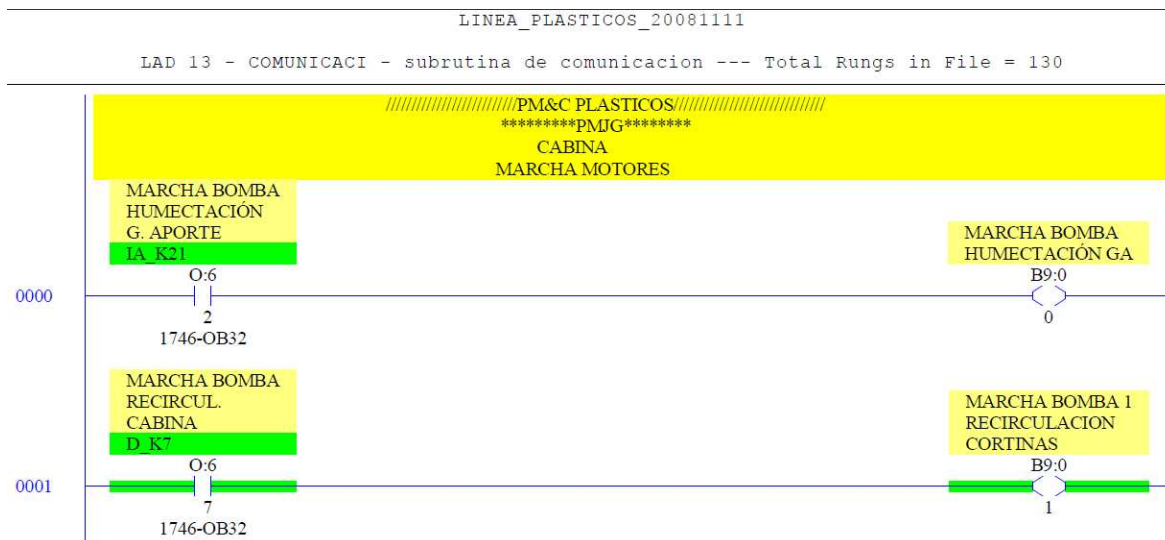 LINEA_PLASTICOS_20081111
LAD 13 - COMUNICACI - subrutina de comunicacion --- Total Rungs in File = 130
//////////////////////////PM&C PLASTICOS//////////////////////////////
*********PMJG********
CABINA
MARCHA MOTORES
MARCHA BOMBA
HUMECTACIÓN
G. APORTE
IA_K21
O:6
2
1746-OB32
MARCHA BOMBA
HUMECTACIÓN GA
B9:0
0
0000
MARCHA BOMBA
RECIRCUL.
CABINA
D_K7
O:6
7
1746-OB32
MARCHA BOMBA 1
RECIRCULACION
CORTINAS
B9:0
1
0001